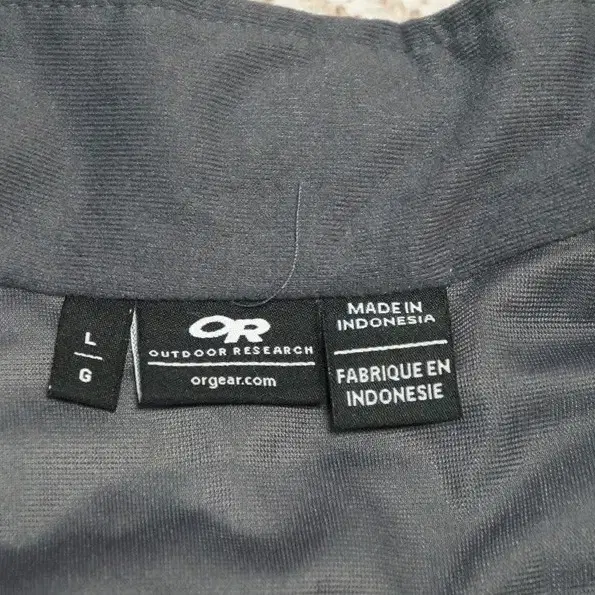 L
G
OR
OUTDOOR RESEARCH
orgear.com
MADE IN
INDONESIA
FABRIQUE EN
INDONESIE